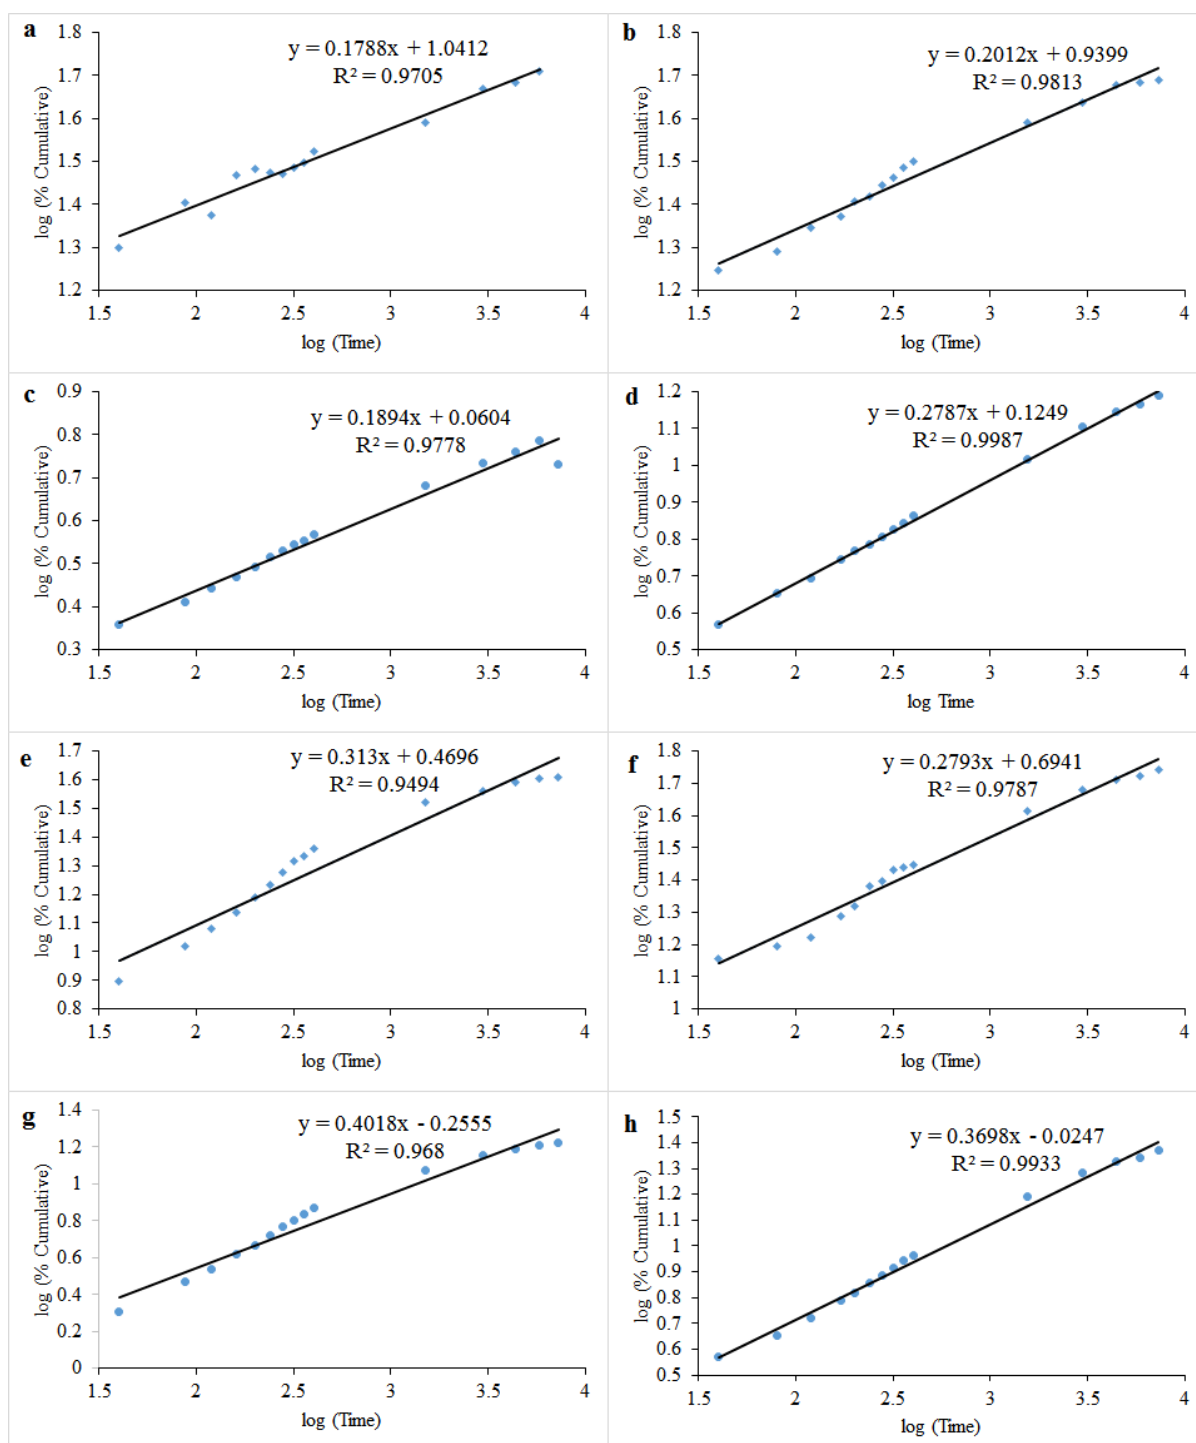 a
y = 0.1788x + 1.0412
R² = 0.9705
log (% Cumulative)
1.8
1.7
1.6
1.5
1.4
1.3
1.2
1.5 2 2.5 3 3.5 4
log (Time)
b
y = 0.2012x + 0.9399
R² = 0.9813
log (% Cumulative)
1.8
1.7
1.6
1.5
1.4
1.3
1.2
1.5 2 2.5 3 3.5 4
log (Time)
c
y = 0.1894x + 0.0604
R² = 0.9778
log (% Cumulative)
0.9
0.8
0.7
0.6
0.5
0.4
0.3
1.5 2 2.5 3 3.5 4
log (Time)
d
y = 0.2787x + 0.1249
R² = 0.9987
log (% Cumulative)
1.2
1.1
1
0.9
0.8
0.7
0.6
0.5
1.5 2 2.5 3 3.5 4
log Time
e
y = 0.313x + 0.4696
R² = 0.9494
log (% Cumulative)
1.7
1.6
1.5
1.4
1.3
1.2
1.1
1
0.9
0.8
1.5 2 2.5 3 3.5 4
log (Time)
f
y = 0.2793x + 0.6941
R² = 0.9787
log (% Cumulative)
1.8
1.7
1.6
1.5
1.4
1.3
1.2
1.1
1
1.5 2 2.5 3 3.5 4
log (Time)
g
y = 0.4018x - 0.2555
R² = 0.968
log (% Cumulative)
1.4
1.2
1
0.8
0.6
0.4
0.2
0
1.5 2 2.5 3 3.5 4
log (Time)
h
y = 0.3698x - 0.0247
R² = 0.9933
log (% Cumulative)
1.5
1.4
1.3
1.2
1.1
1
0.9
0.8
0.7
0.6
0.5
1.5 2 2.5 3 3.5 4
log (Time)